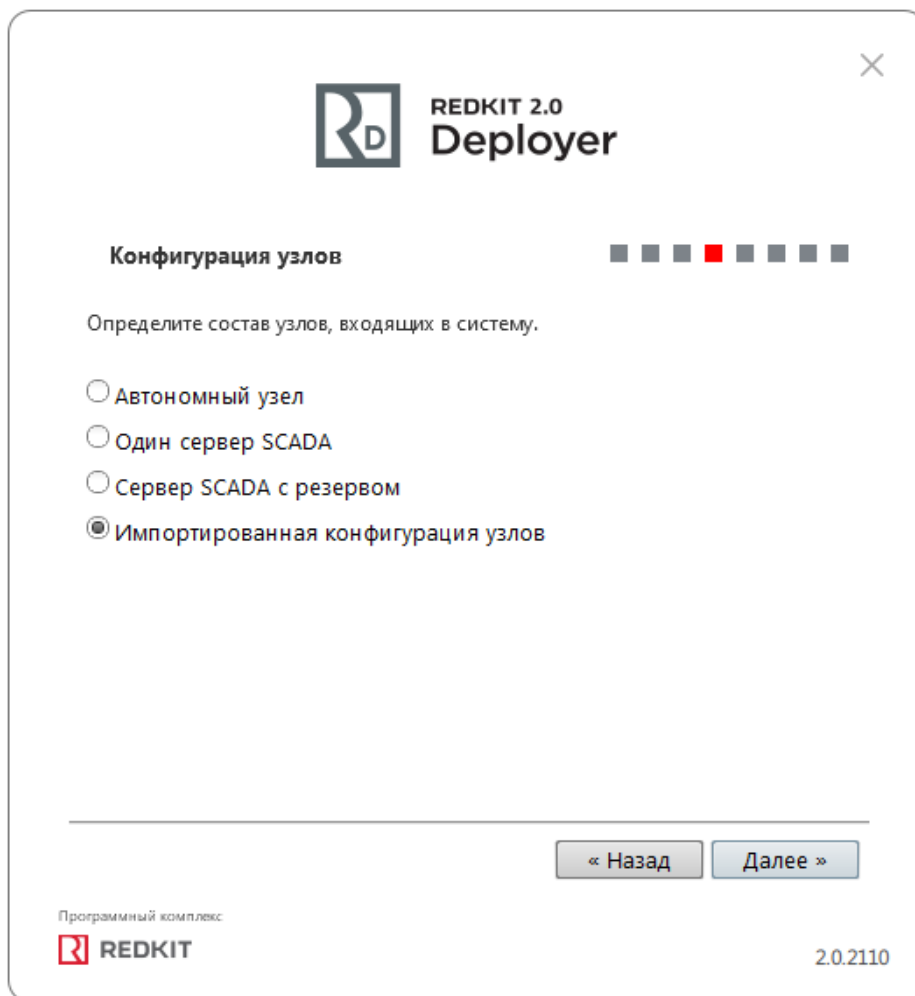 REDKIT 2.0
Deployer
Конфигурация узлов
Определите состав узлов, входящих в систему.
Автономный узел
Один сервер SCADA
Сервер SCADA с резервом
Импортированная конфигурация узлов
« Назад
Далее »
Программный комплекс
REDKIT
2.0.2110